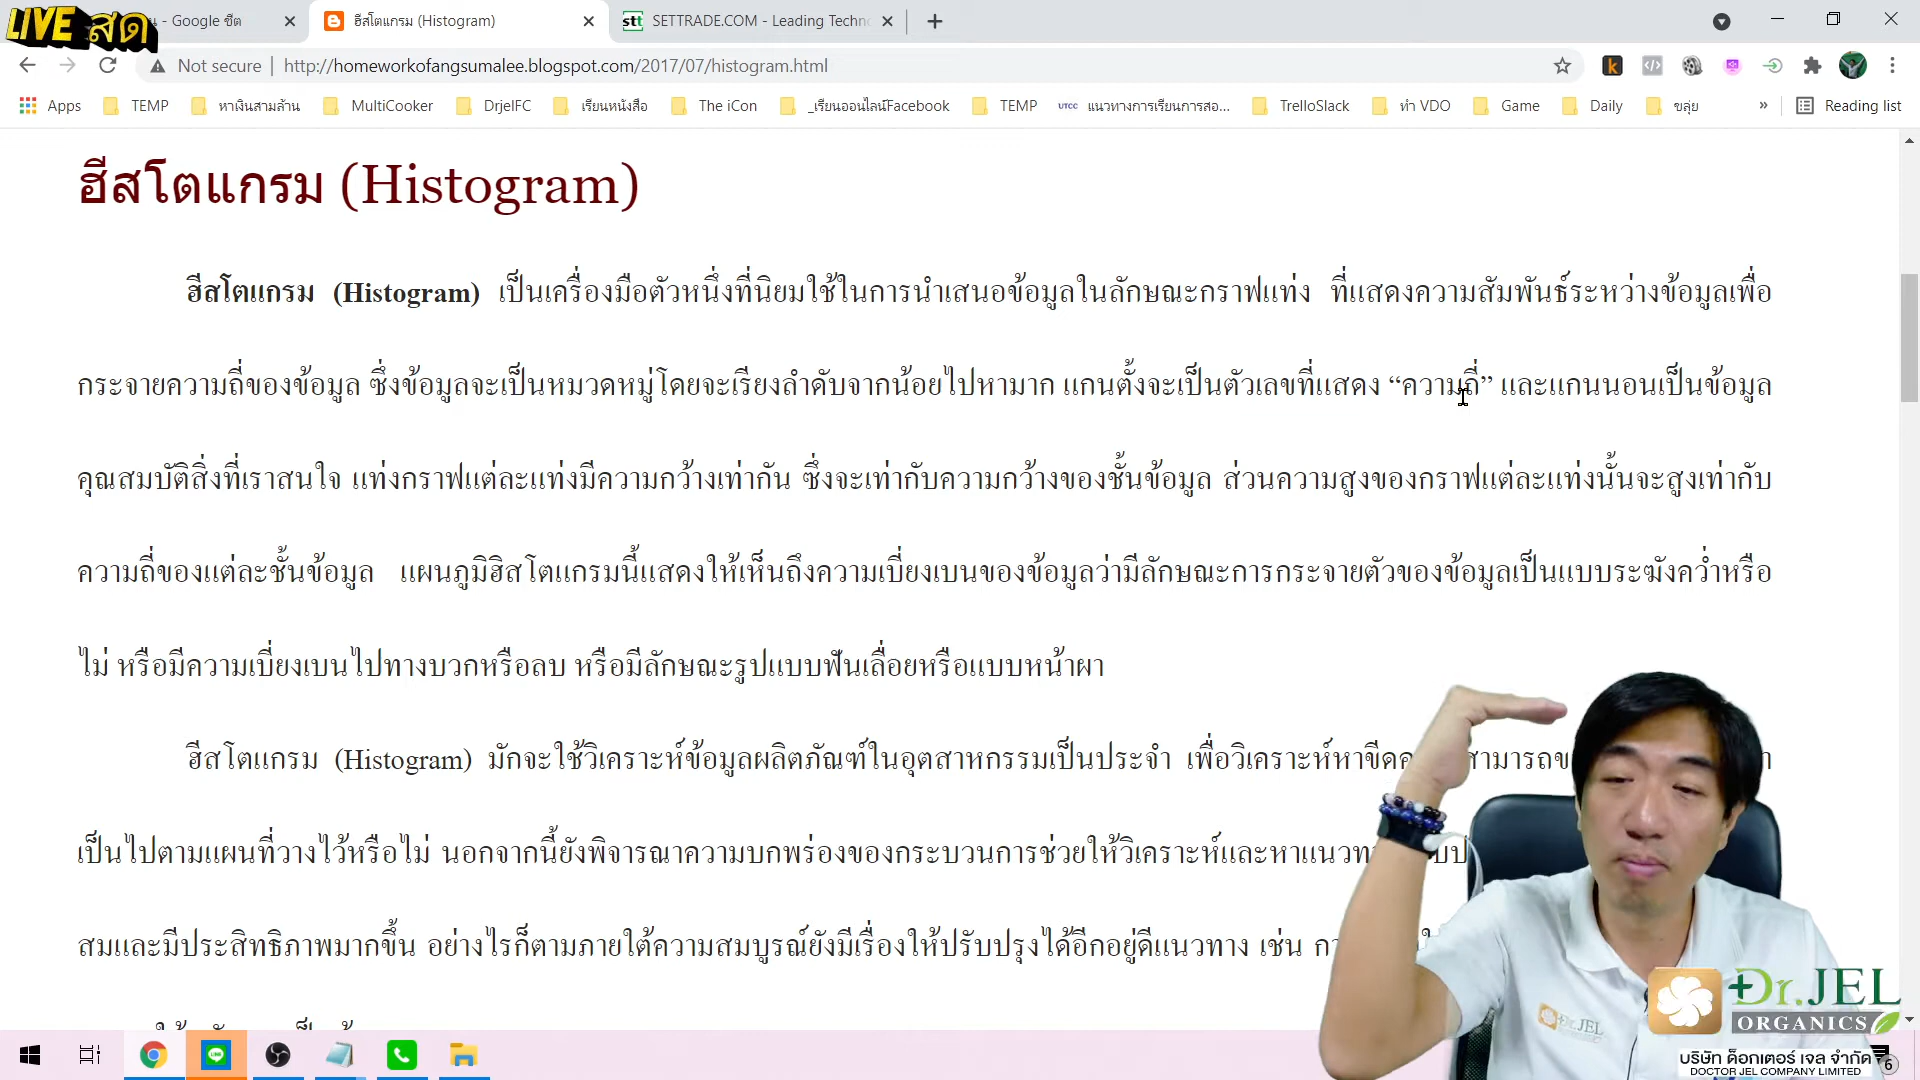 LIVE สด
น - Google ชีต
ฮีสโตแกรม (Histogram)
stt SETTRADE.COM - Leading Techn
Not secure
http://homeworkofangsumalee.blogspot.com/2017/07/histogram.html
Apps TEMP หาเงินสามล้าน MultiCooker DrjelFC เรียนหนังสือ The iCon _เรียนออนไลน์Facebook TEMP UTCC แนวทางการเรียนการสอ... TrelloSlack ทำ VDO Game Daily ขลุ่ย » Reading list
ฮีสโตแกรม (Histogram)
ฮีสโตแกรม (Histogram) เป็นเครื่องมือตัวหนึ่งที่นิยมใช้ในการนำเสนอข้อมูลในลักษณะกราฟแท่ง ที่แสดงความสัมพันธ์ระหว่างข้อมูลเพื่อ
กระจายความถี่ของข้อมูล ซึ่งข้อมูลจะเป็นหมวดหมู่โดยจะเรียงลำดับจากน้อยไปหามาก แกนตั้งจะเป็นตัวเลขที่แสดง “ความถี่” และแกนนอนเป็นข้อมูล
คุณสมบัติสิ่งที่เราสนใจ แท่งกราฟแต่ละแท่งมีความกว้างเท่ากัน ซึ่งจะเท่ากับความกว้างของชั้นข้อมูล ส่วนความสูงของกราฟแต่ละแท่งนั้นจะสูงเท่ากับ
ความถี่ของแต่ละชั้นข้อมูล แผนภูมิฮิสโตแกรมนี้แสดงให้เห็นถึงความเบี่ยงเบนของข้อมูลว่ามีลักษณะการกระจายตัวของข้อมูลเป็นแบบระฆังคว่ำหรือ
ไม่ หรือมีความเบี่ยงเบนไปทางบวกหรือลบ หรือมีลักษณะรูปแบบฟันเลื่อยหรือแบบหน้าผา
ฮีสโตแกรม (Histogram) มักจะใช้วิเคราะห์ข้อมูลผลิตภัณฑ์ในอุตสาหกรรมเป็นประจำ เพื่อวิเคราะห์หาขีดค
เป็นไปตามแผนที่วางไว้หรือไม่ นอกจากนี้ยังพิจารณาความบกพร่องของกระบวนการช่วยให้วิเคราะห์และหาแนวทา
สมและมีประสิทธิภาพมากขึ้น อย่างไรก็ตามภายใต้ความสมบูรณ์ยังมีเรื่องให้ปรับปรุงได้อีกอยู่ดีแนวทาง เช่น
Dr.JEL
Dr.JEL
ORGANICS
บริษัท ด็อกเตอร์ เจล จำกัด
DOCTOR JEL COMPANY LIMITED
6